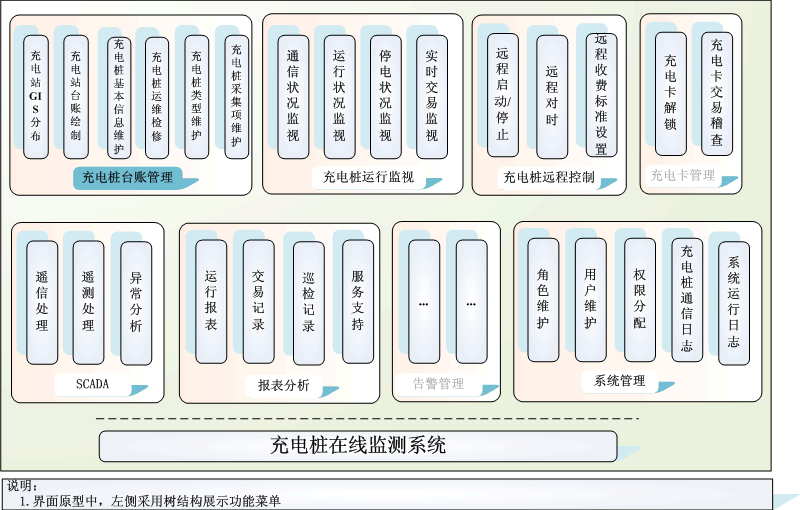 充电站GIS分布
充电站台账绘制
充电桩基本信息维护
充电桩运维检修
充电桩类型维护
充电桩采集项维护
充电桩台账管理
通信状况监视
运行状况监视
停电状况监视
实时交易监视
充电桩运行监视
远程启动/停止
远程对时
远程收费标准设置
充电桩远程控制
充电卡解锁
充电卡交易稽查
充电卡管理
遥信处理
遥测处理
异常分析
SCADA
运行报表
交易记录
巡检记录
服务支持
报表分析
...
...
告警管理
角色维护
用户维护
权限分配
充电桩通信日志
系统运行日志
系统管理
充电桩在线监测系统
说明：
1.界面原型中，左侧采用树结构展示功能菜单